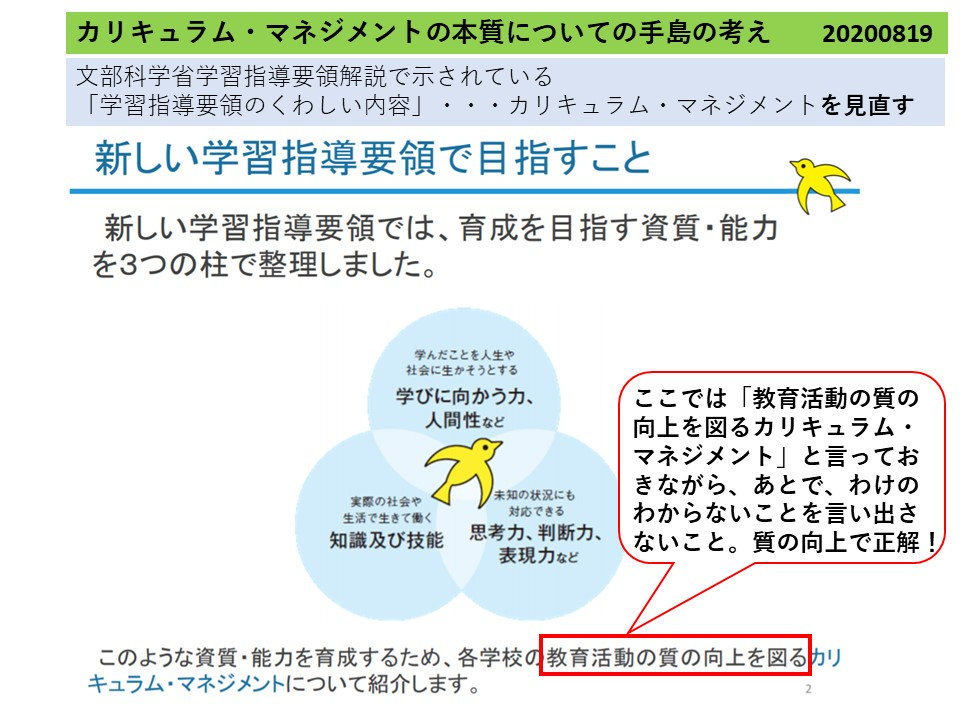 カリキュラム・マネジメントの本質についての手島の考え 20200819
文部科学省学習指導要領解説で示されている
「学習指導要領のくわしい内容」・・・カリキュラム・マネジメントを見直す
新しい学習指導要領で目指すこと
新しい学習指導要領では、育成を目指す資質・能力
を３つの柱で整理しました。
学んだことを人生や
社会に生かそうとする
学びに向かう力、
人間性など
実際の社会や
生活で生きて働く
知識及び技能
未知の状況にも
対応できる
思考力、判断力、
表現力など
ここでは「教育活動の質の
向上を図るカリキュラム・
マネジメント」と言ってお
きながら、あとで、わけの
わからないことを言い出さ
ないこと。質の向上で正解！
このような資質・能力を育成するため、各学校の教育活動の質の向上を図るカリ
キュラム・マネジメントについて紹介します。
2